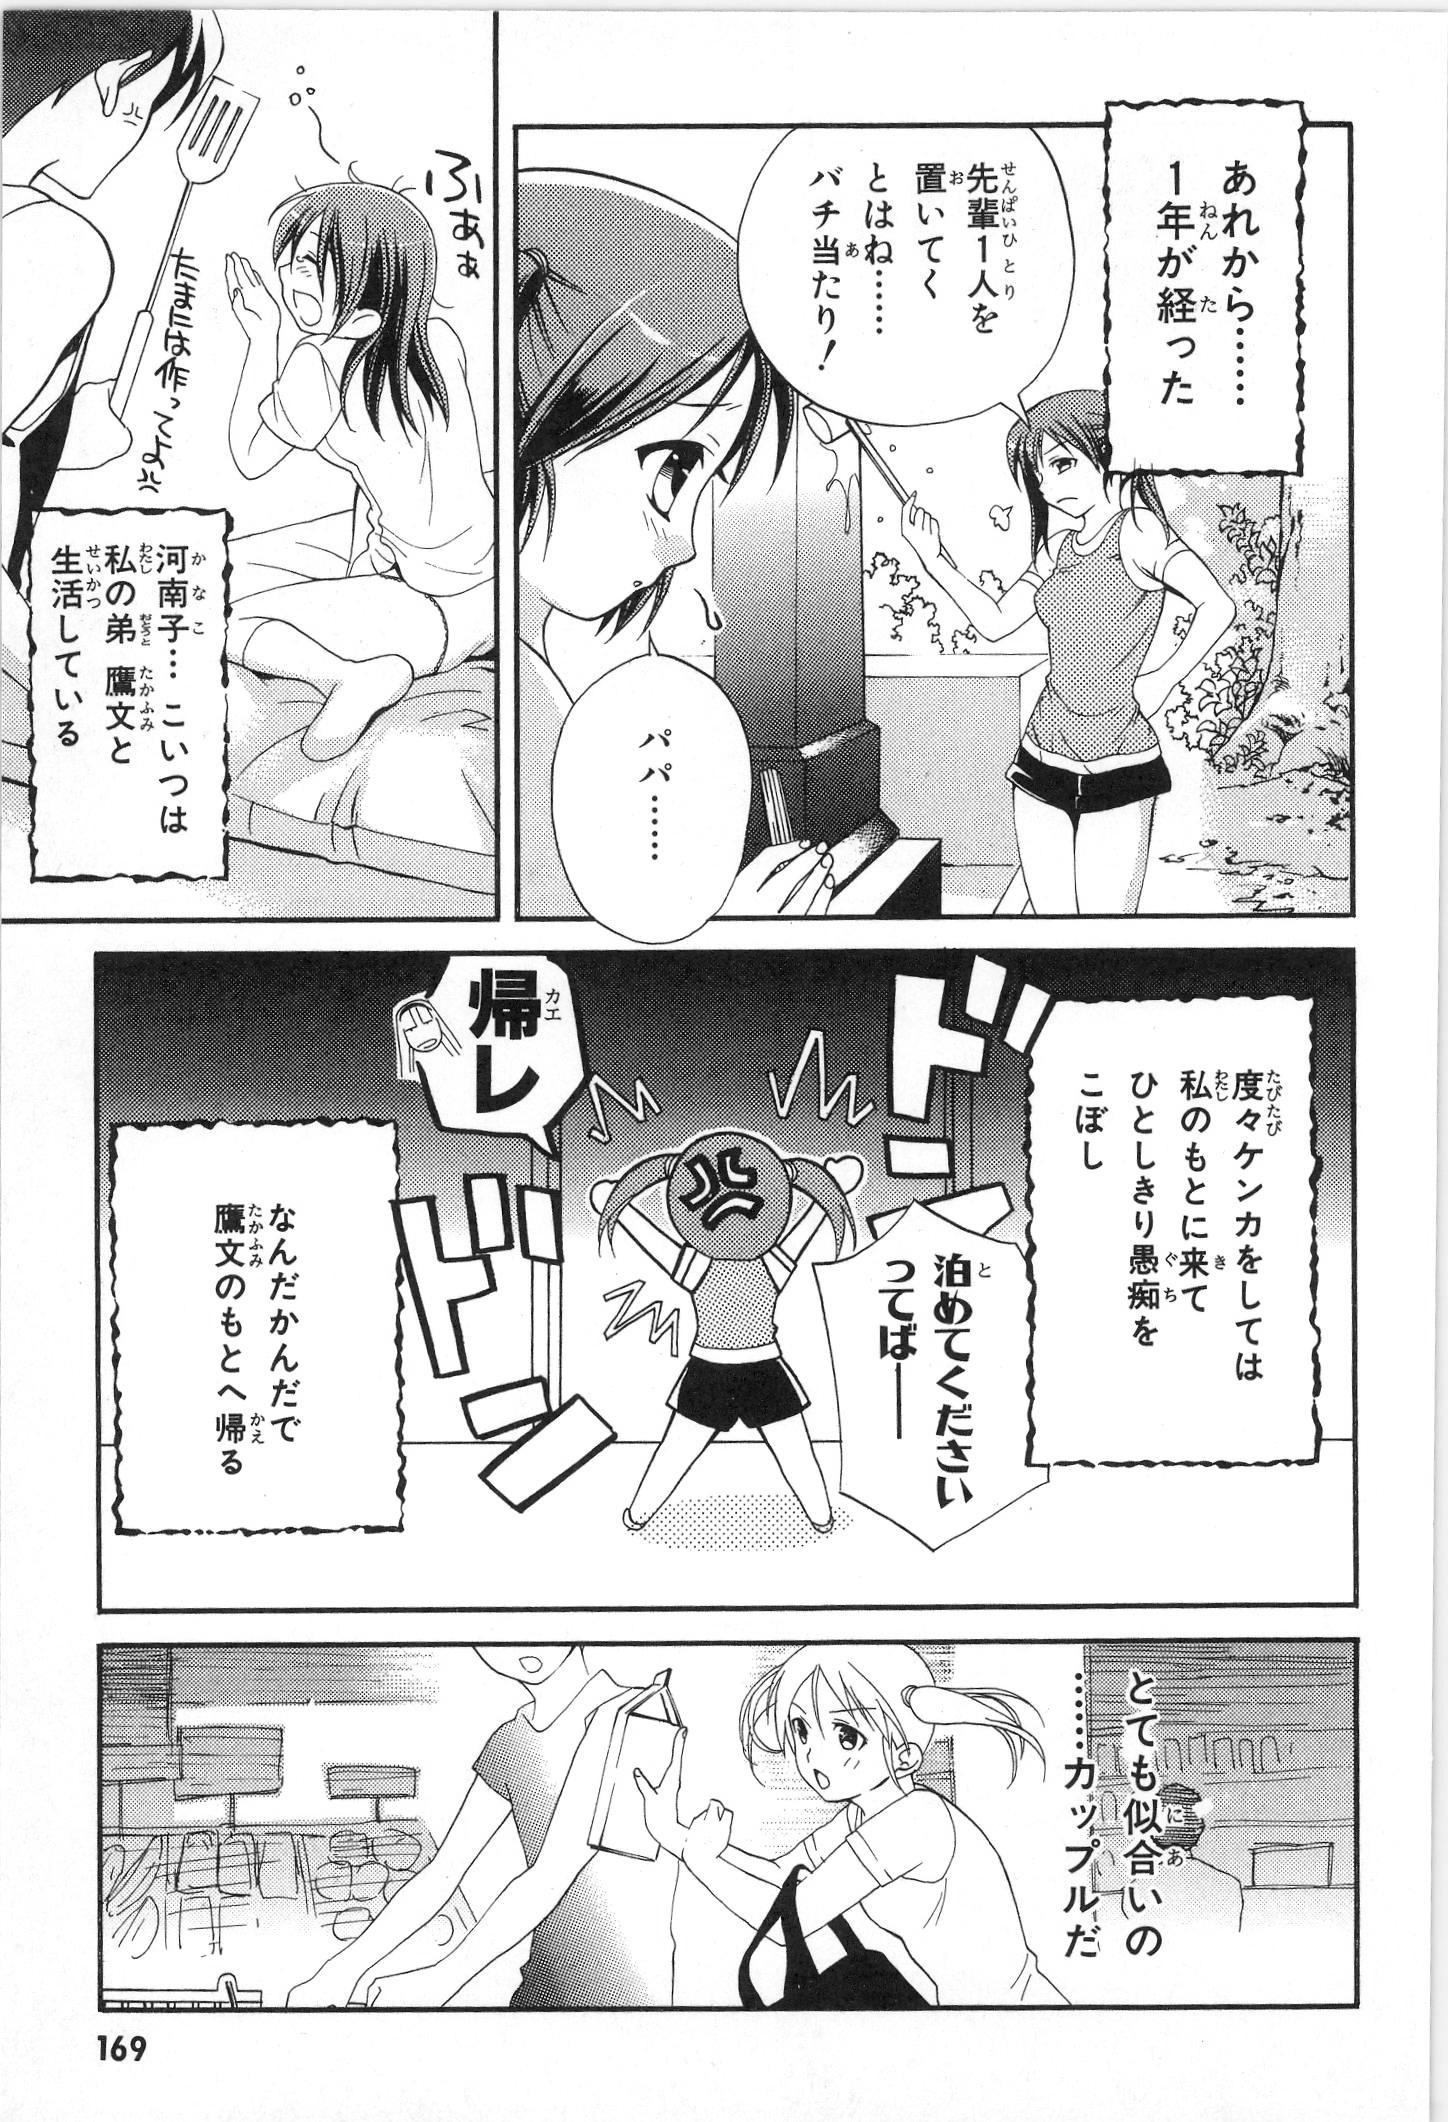 あれから……
1年が経った
先輩1人を
置いてく
とはね……
バチ当たり！
パパ……
ふぁぁ
たまには作ってよ
河南子…こいつは
私の弟 鷹文と
生活している
度々ケンカをしては
私のもとに来て
ひとしきり愚痴を
こぼし
ドンドン
泊めてください
ってばー
帰レ
ドンドン
なんだかんだで
鷹文のもとへ帰る
とても似合いの
……カップルだ
169